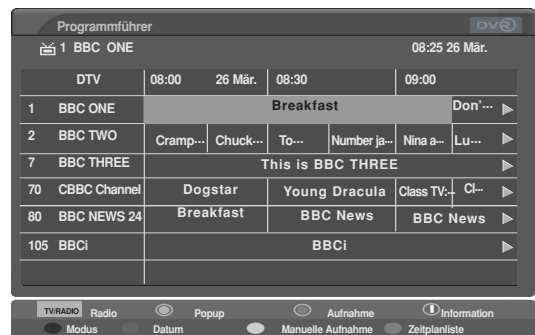 Programmführer DVR
1 BBC ONE 08:25 26 Mär.
DTV 08:00 26 Mär. 08:30 09:00
1 BBC ONE Breakfast Don'...
2 BBC TWO Cramp... Chuck... To... Number ja... Nina a... Lu...
7 BBC THREE This is BBC THREE
70 CBBC Channel Dogstar Young Dracula Class TV:... Cl...
80 BBC NEWS 24 Breakfast BBC News BBC News
105 BBCi BBCi
TV/RADIO Radio Popup Aufnahme Information
Modus Datum Manuelle Aufnahme Zeitplanliste